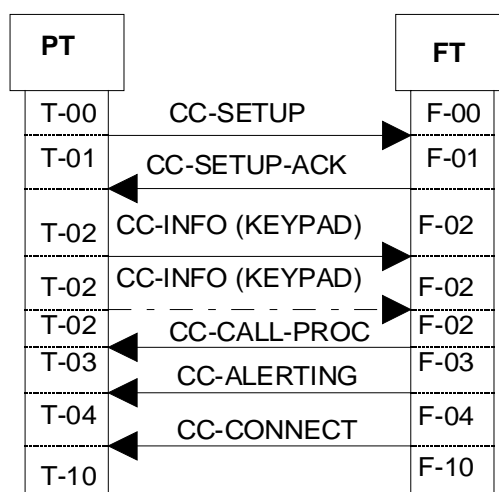 PT FT
T-00 CC-SETUP F-00
T-01 CC-SETUP-ACK F-01
T-02 CC-INFO (KEYPAD) F-02
T-02 CC-INFO (KEYPAD) F-02
T-02 CC-CALL-PROC F-02
T-03 CC-ALERTING F-03
T-04 CC-CONNECT F-04
T-10 F-10